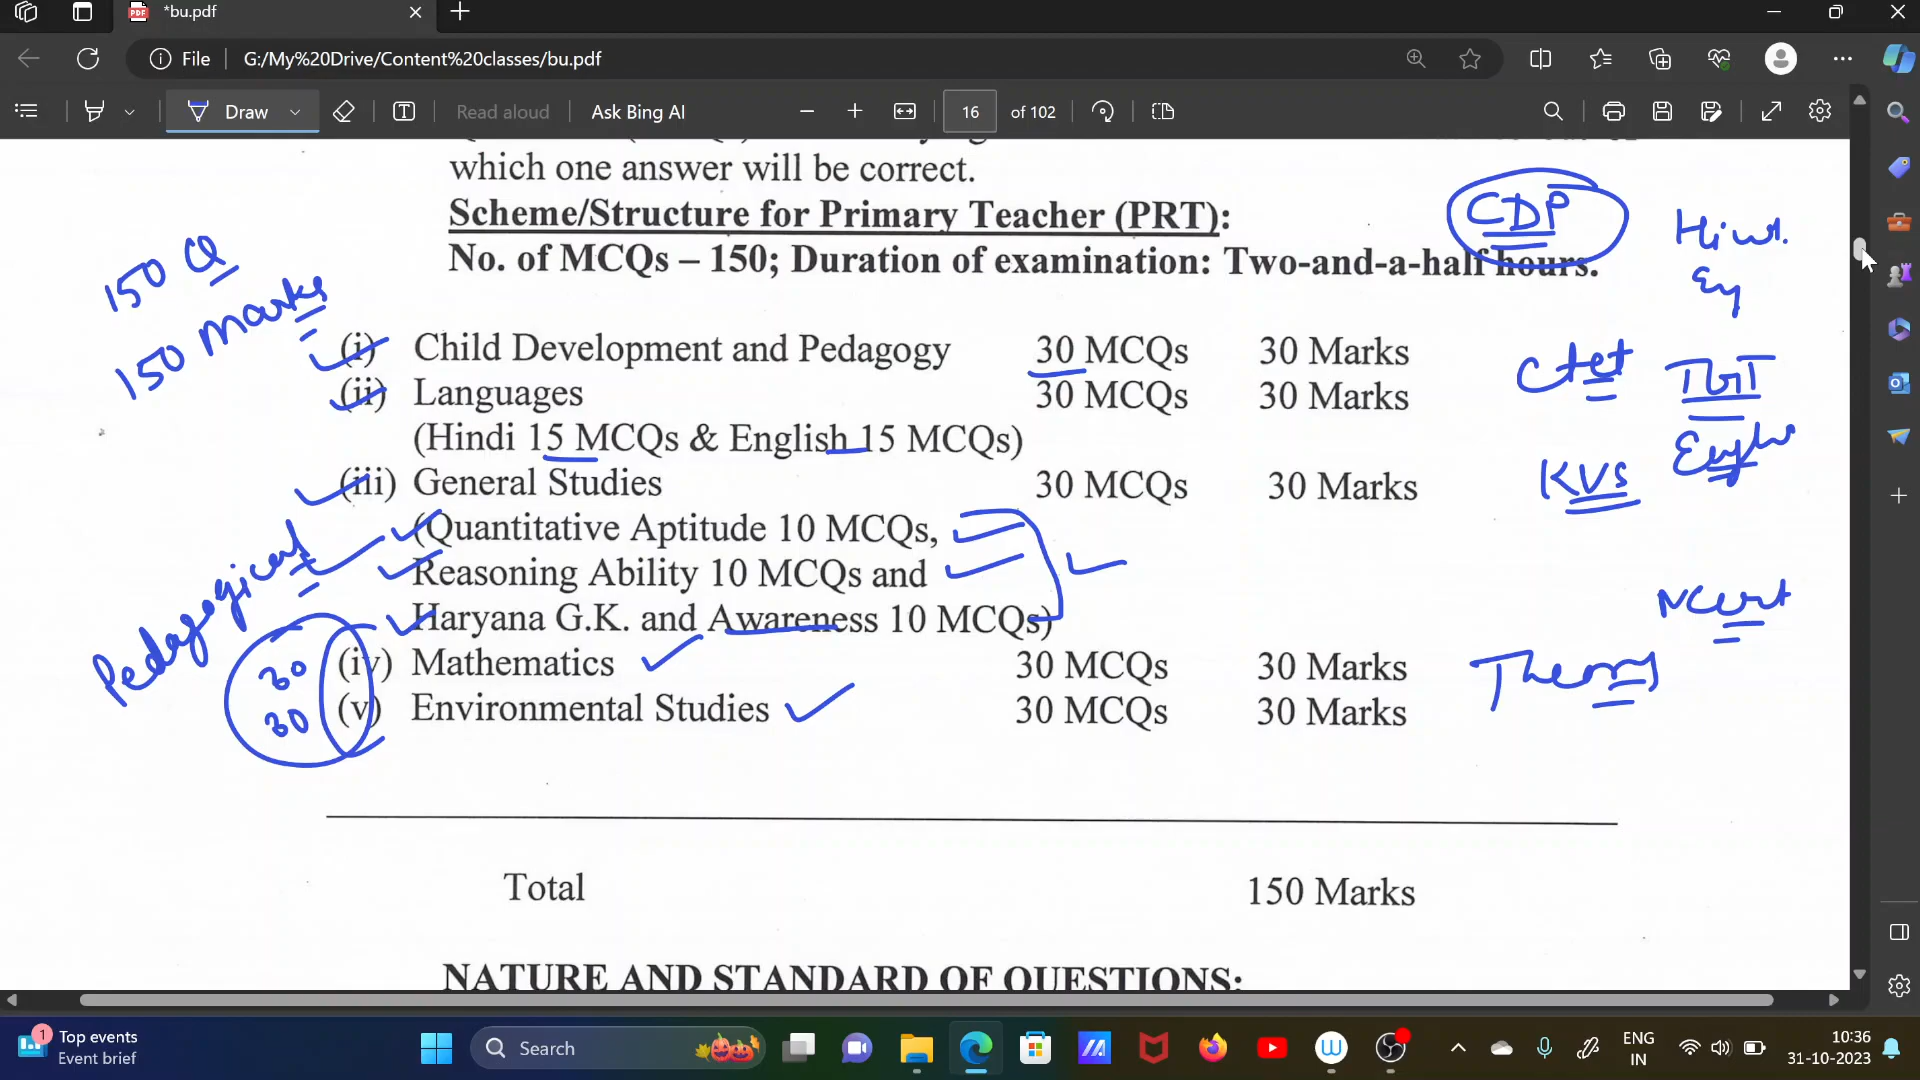 *bu.pdf
File G:/My%20Drive/Content%20classes/bu.pdf
Draw Read aloud Ask Bing AI 16 of 102
which one answer will be correct.
Scheme/Structure for Primary Teacher (PRT):
No. of MCQs – 150; Duration of examination: Two-and-a-half hours.
(i) Child Development and Pedagogy 30 MCQs 30 Marks
(ii) Languages 30 MCQs 30 Marks
(Hindi 15 MCQs & English 15 MCQs)
(iii) General Studies 30 MCQs 30 Marks
(Quantitative Aptitude 10 MCQs,
Reasoning Ability 10 MCQs and
Haryana G.K. and Awareness 10 MCQs)
(iv) Mathematics 30 MCQs 30 Marks
(v) Environmental Studies 30 MCQs 30 Marks
Total 150 Marks
NATURE AND STANDARD OF QUESTIONS:
150 Q
150 Marks
Pedagogical
30
30
CDP
Ctet
TGT
KVS
NCERT
Theory
1
Top events
Event brief
Search
ENG
IN
10:36
31-10-2023